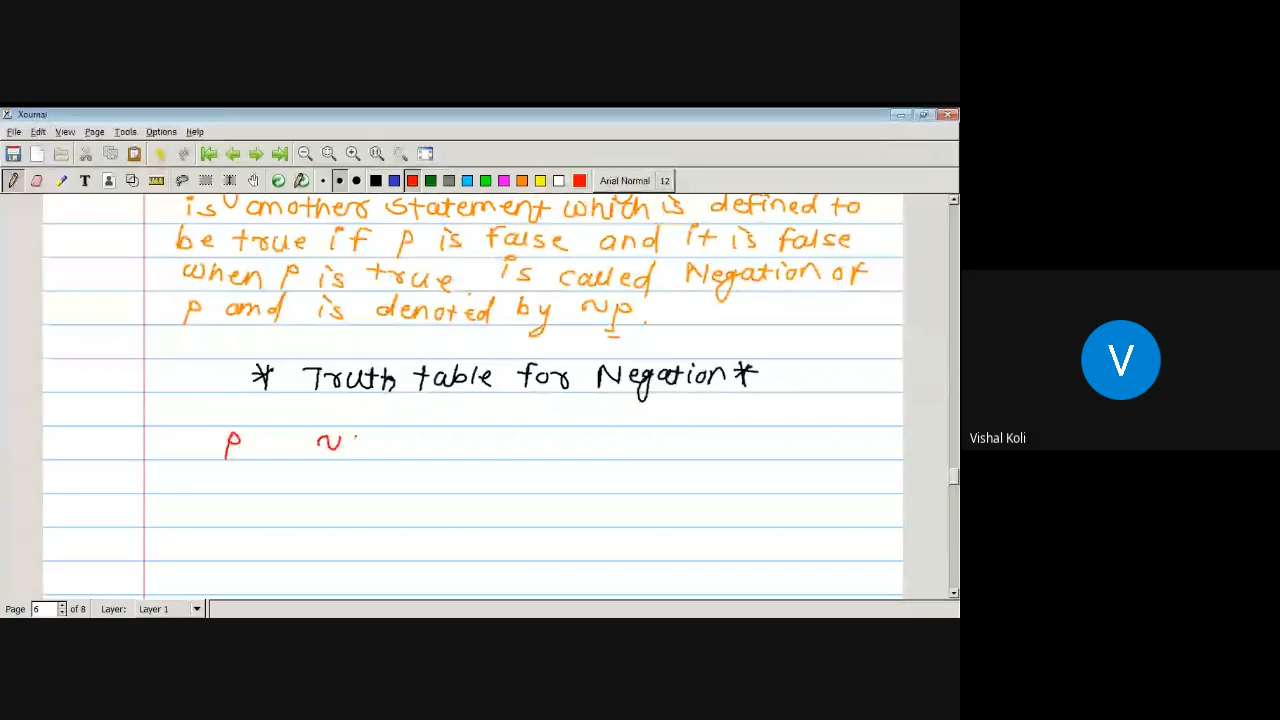 Xournal
File Edit View Page Tools Options Help
T Arial Normal 12
is another statement which is defined to
be true if p is false and it is false
when p is true. is called Negation of
p and is denoted by ~p.
* Truth table for Negation *
p ~
Page 6 of 8 Layer: Layer 1
V
Vishal Koli